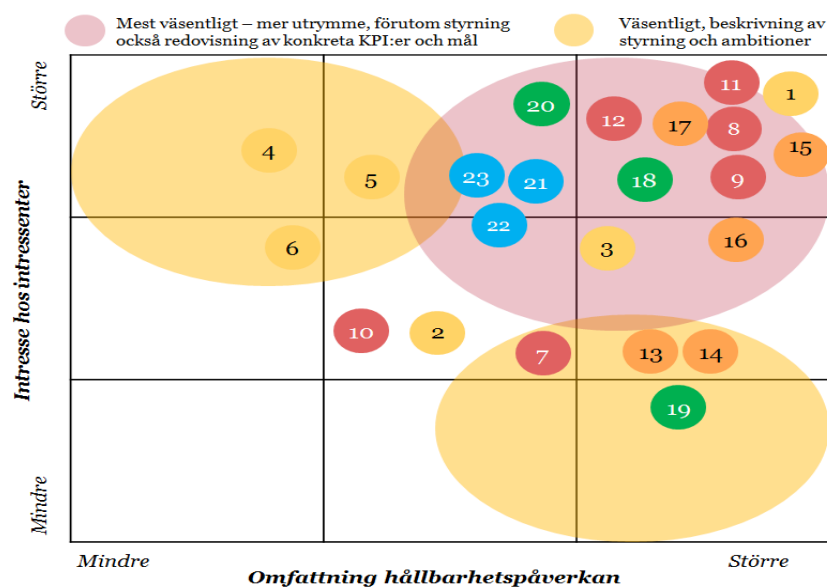 Mest väsentligt – mer utrymme, förutom styrning
också redovisning av konkreta KPI:er och mål
Väsentligt, beskrivning av
styrning och ambitioner
Större
Intresse hos intressenter
Mindre
11
1
20
12
17
8
4
15
5
23
21
18
9
22
6
3
16
10
2
7
13
14
19
Mindre
Större
Omfattning hållbarhetspåverkan